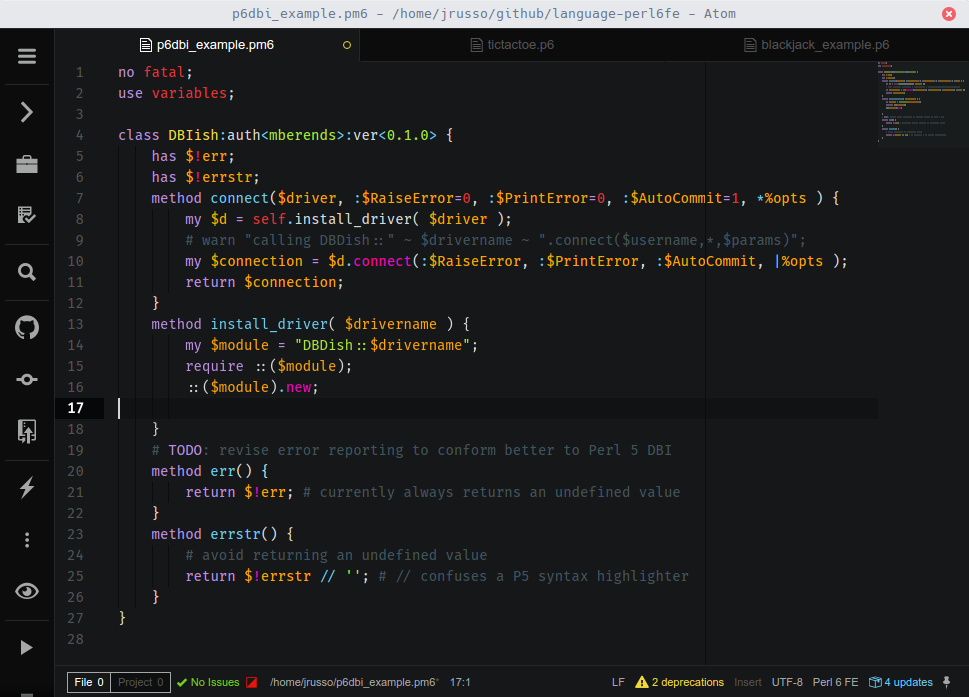 p6dbi_example.pm6 - /home/jrusso/github/language-perl6fe - Atom
p6dbi_example.pm6
tictactoe.p6
blackjack_example.p6
1 no fatal;
2 use variables;
3
4 class DBIish:auth<mberends>:ver<0.1.0> {
5     has $!err;
6     has $!errstr;
7     method connect($driver, :$RaiseError=0, :$PrintError=0, :$AutoCommit=1, *%opts ) {
8         my $d = self.install_driver( $driver );
9         # warn "calling DBDish::" ~ $drivername ~ ".connect($username,*,$params)";
10         my $connection = $d.connect(:$RaiseError, :$PrintError, :$AutoCommit, |%opts );
11         return $connection;
12     }
13     method install_driver( $drivername ) {
14         my $module = "DBDish::$drivername";
15         require ::($module);
16         ::($module).new;
17
18     }
19     # TODO: revise error reporting to conform better to Perl 5 DBI
20     method err() {
21         return $!err; # currently always returns an undefined value
22     }
23     method errstr() {
24         # avoid returning an undefined value
25         return $!errstr // ''; # // confuses a P5 syntax highlighter
26     }
27 }
28
File 0 Project 0 No Issues /home/jrusso/p6dbi_example.pm6* 17:1 LF 2 deprecations Insert UTF-8 Perl 6 FE 4 updates